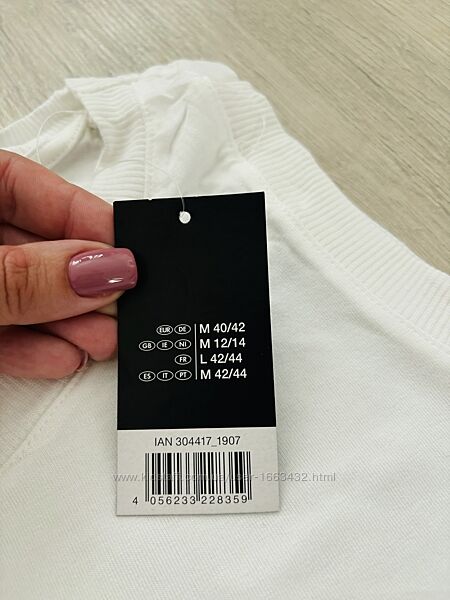 EUR DE M 40/42
GB IE NI M 12/14
FR L 42/44
ES IT PT M 42/44
IAN 304417_1907
4 056233 228359